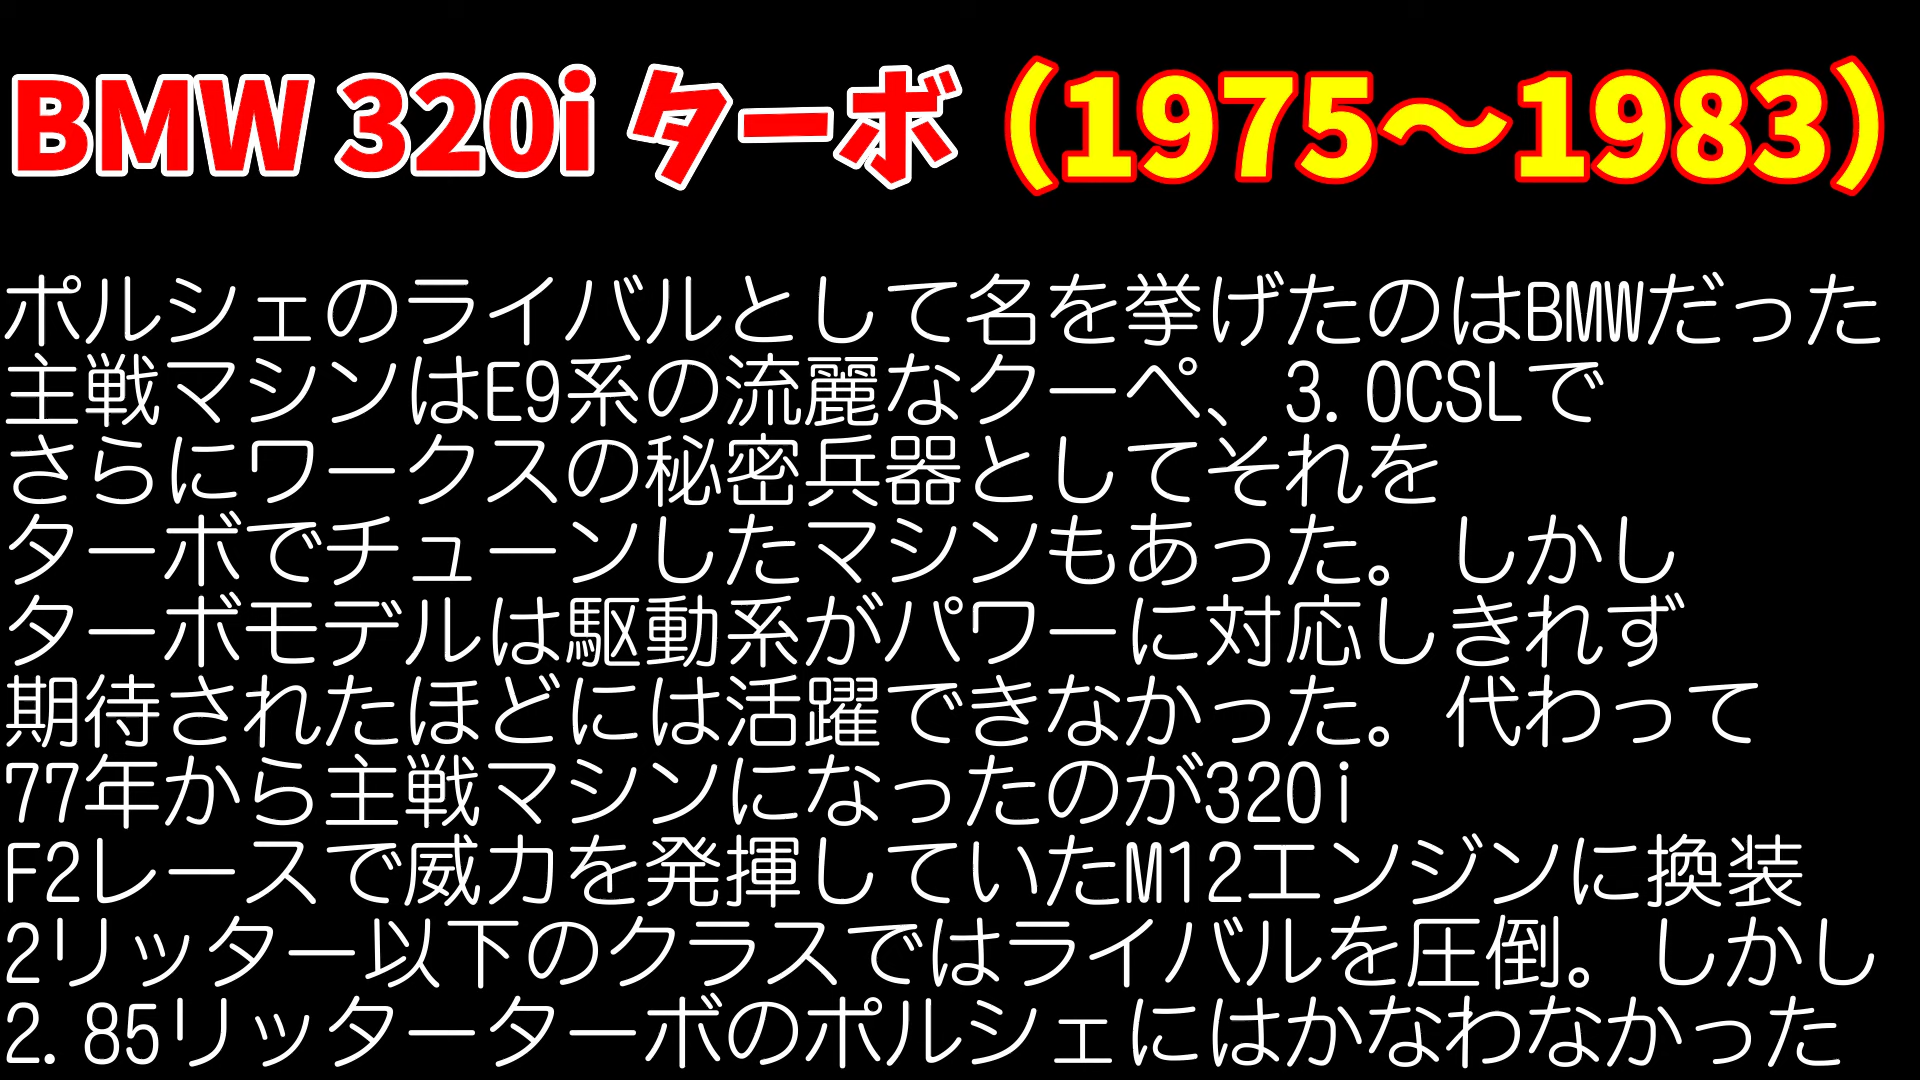 BMW 320i ターボ（1975～1983）
ポルシェのライバルとして名を挙げたのはBMWだった
主戦マシンはE9系の流麗なクーペ、3.0CSLで
さらにワークスの秘密兵器としてそれを
ターボでチューンしたマシンもあった。しかし
ターボモデルは駆動系がパワーに対応しきれず
期待されたほどには活躍できなかった。代わって
77年から主戦マシンになったのが320i
F2レースで威力を発揮していたM12エンジンに換装
2リッター以下のクラスではライバルを圧倒。しかし
2.85リッターターボのポルシェにはかなわなかった